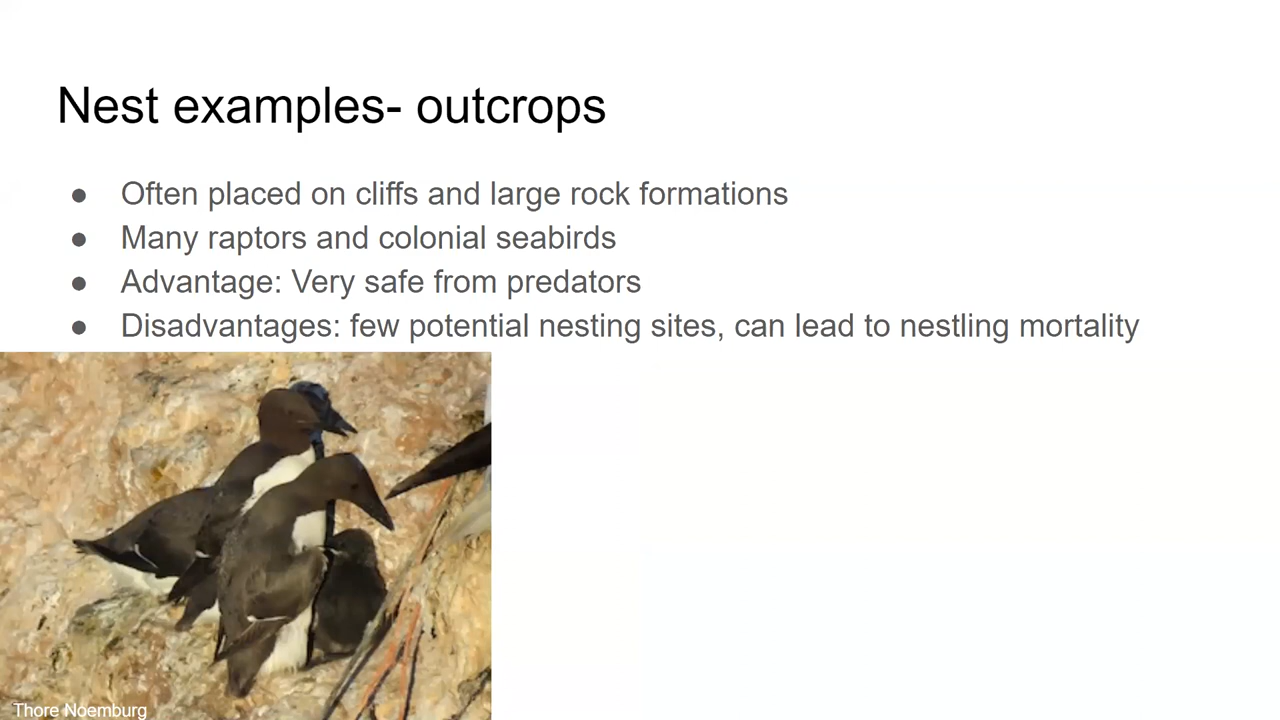 Nest examples- outcrops
● Often placed on cliffs and large rock formations
● Many raptors and colonial seabirds
● Advantage: Very safe from predators
● Disadvantages: few potential nesting sites, can lead to nestling mortality
Thore Noemburg